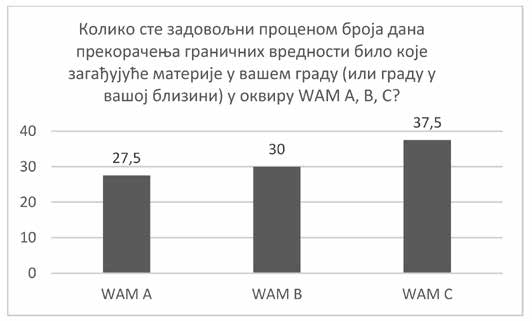 Колико сте задовољни проценом броја дана
прекорачења граничних вредности било које
загађујуће материје у вашем граду (или граду у
вашој близини) у оквиру WAM A, B, C?
40
30
20
10
0
27,5
30
37,5
WAM A
WAM B
WAM C